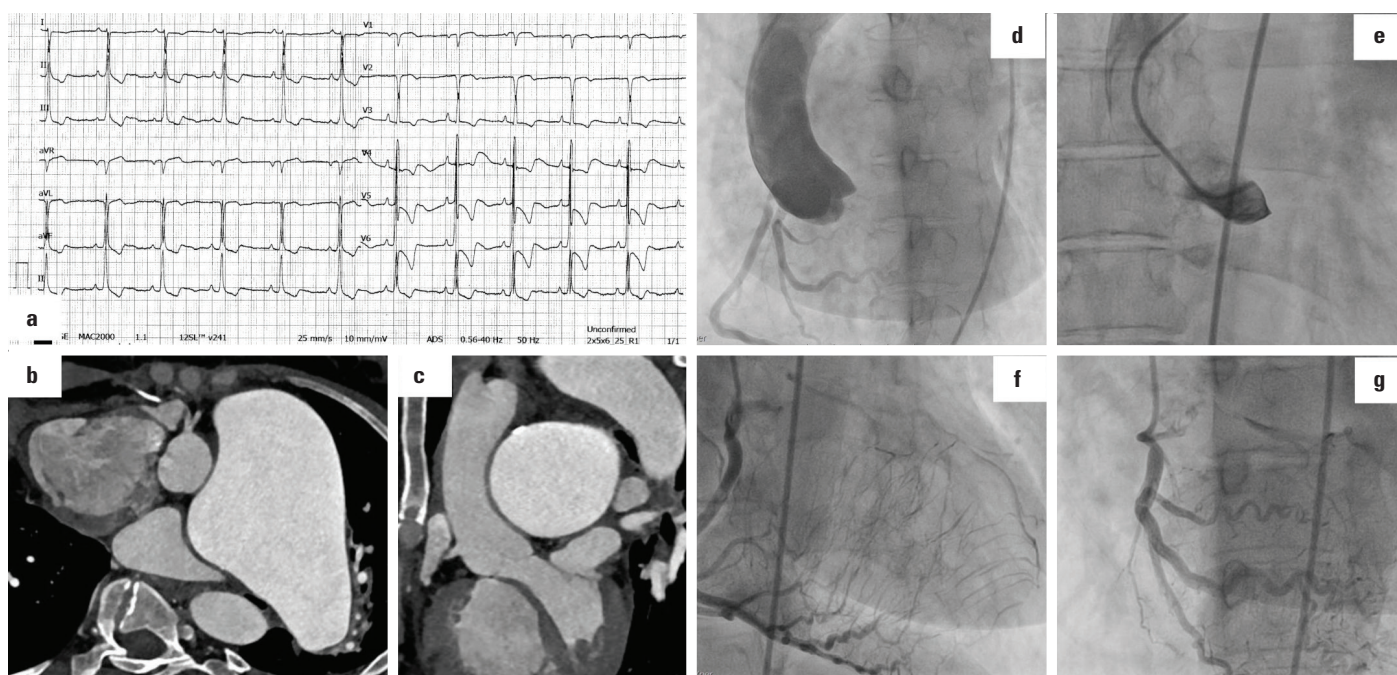 I
V1
II
V2
III
V3
aVR
V4
aVL
V5
aVF
V6
II
a
MAC2000 1.1 12SL™ v241 25 mm/s 10 mm/mV ADS 0.56-40 Hz 50 Hz
Unconfirmed
2x5x6_25_R1 1/1
d
e
b
c
f
g